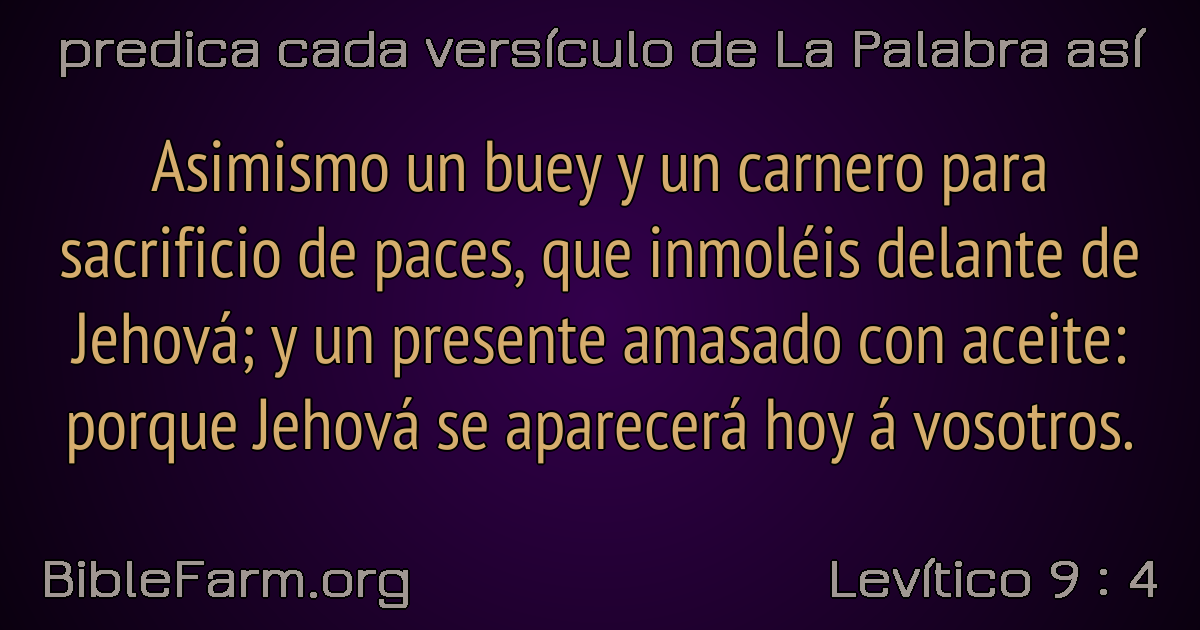 predica cada versículo de La Palabra así
Asimismo un buey y un carnero para
sacrificio de paces, que inmoléis delante de
Jehová; y un presente amasado con aceite:
porque Jehová se aparecerá hoy á vosotros.
BibleFarm.org
Levítico 9 : 4